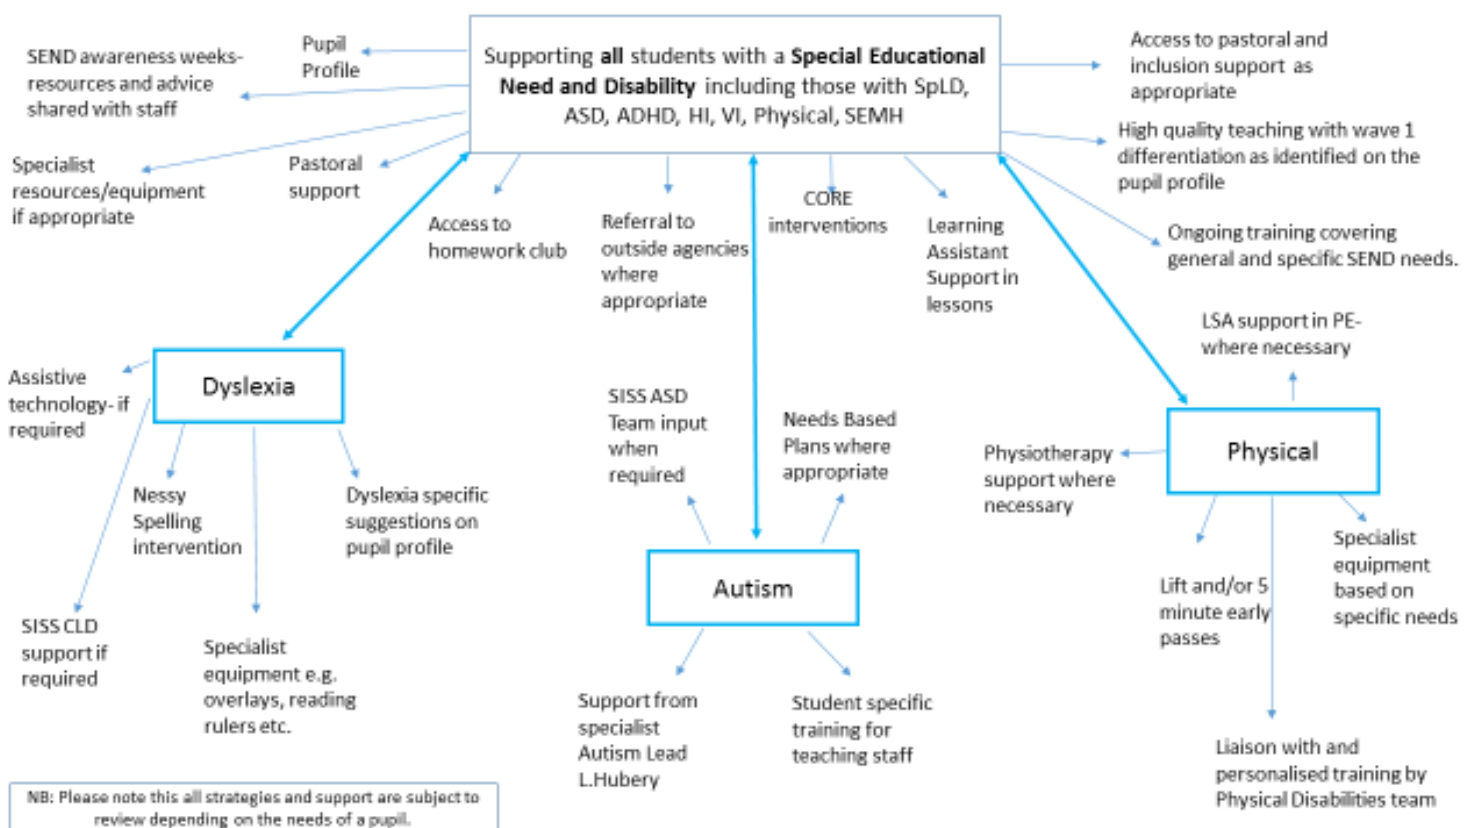 Supporting all students with a Special Educational
Need and Disability including those with SpLD,
ASD, ADHD, HI, VI, Physical, SEMH
Pupil
Profile
SEND awareness weeks-
resources and advice
shared with staff
Specialist
resources/equipment
if appropriate
Pastoral
support
Access to
homework club
Referral to
outside agencies
where
appropriate
CORE
interventions
Learning
Assistant
Support in
lessons
Access to pastoral and
inclusion support as
appropriate
High quality teaching with wave 1
differentiation as identified on the
pupil profile
Ongoing training covering
general and specific SEND needs.
Dyslexia
Assistive
technology- if
required
Nessy
Spelling
intervention
Dyslexia specific
suggestions on
pupil profile
SISS CLD
support if
required
Specialist
equipment e.g.
overlays, reading
rulers etc.
Autism
SISS ASD
Team input
when
required
Needs Based
Plans where
appropriate
Support from
specialist
Autism Lead
L.Hubery
Student specific
training for
teaching staff
Physical
LSA support in PE-
where necessary
Physiotherapy
support where
necessary
Lift and/or 5
minute early
passes
Specialist
equipment
based on
specific needs
Liaison with and
personalised training by
Physical Disabilities team
NB: Please note this all strategies and support are subject to
review depending on the needs of a pupil.